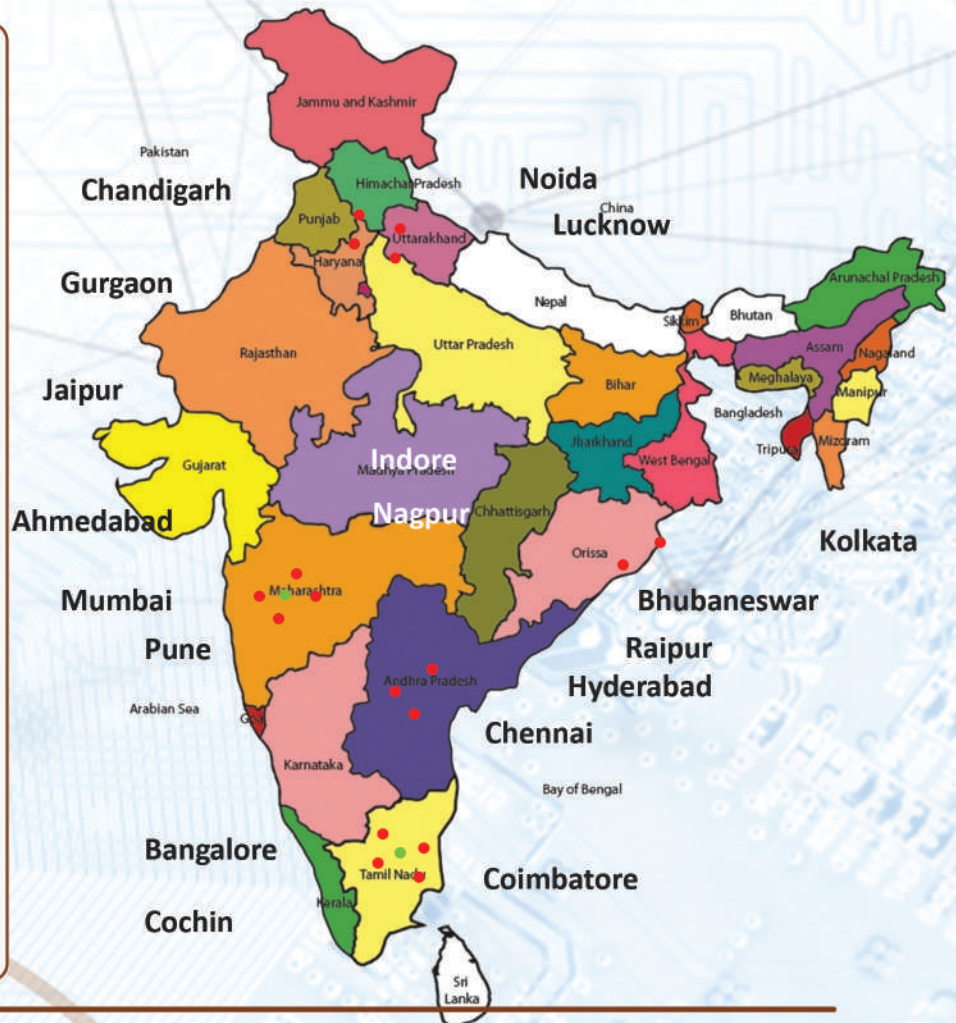 Jammu and Kashmir
Pakistan
Chandigarh
Himachal Pradesh
Noida
China
Lucknow
Punjab
Uttarakhand
Haryana
Gurgaon
Arunachal Pradesh
Nepal
Sikkim
Bhutan
Rajasthan
Uttar Pradesh
Assam
Nagaland
Jaipur
Bihar
Meghalaya
Manipur
Bangladesh
Gujarat
Indore
Madhya Pradesh
Jharkhand
West Bengal
Tripura
Mizoram
Ahmedabad
Nagpur
Chhattisgarh
Kolkata
Orissa
Mumbai
Maharashtra
Bhubaneswar
Pune
Raipur
Andhra Pradesh
Hyderabad
Arabian Sea
Goa
Chennai
Karnataka
Bay of Bengal
Bangalore
Tamil Nadu
Coimbatore
Kerala
Cochin
Sri
Lanka